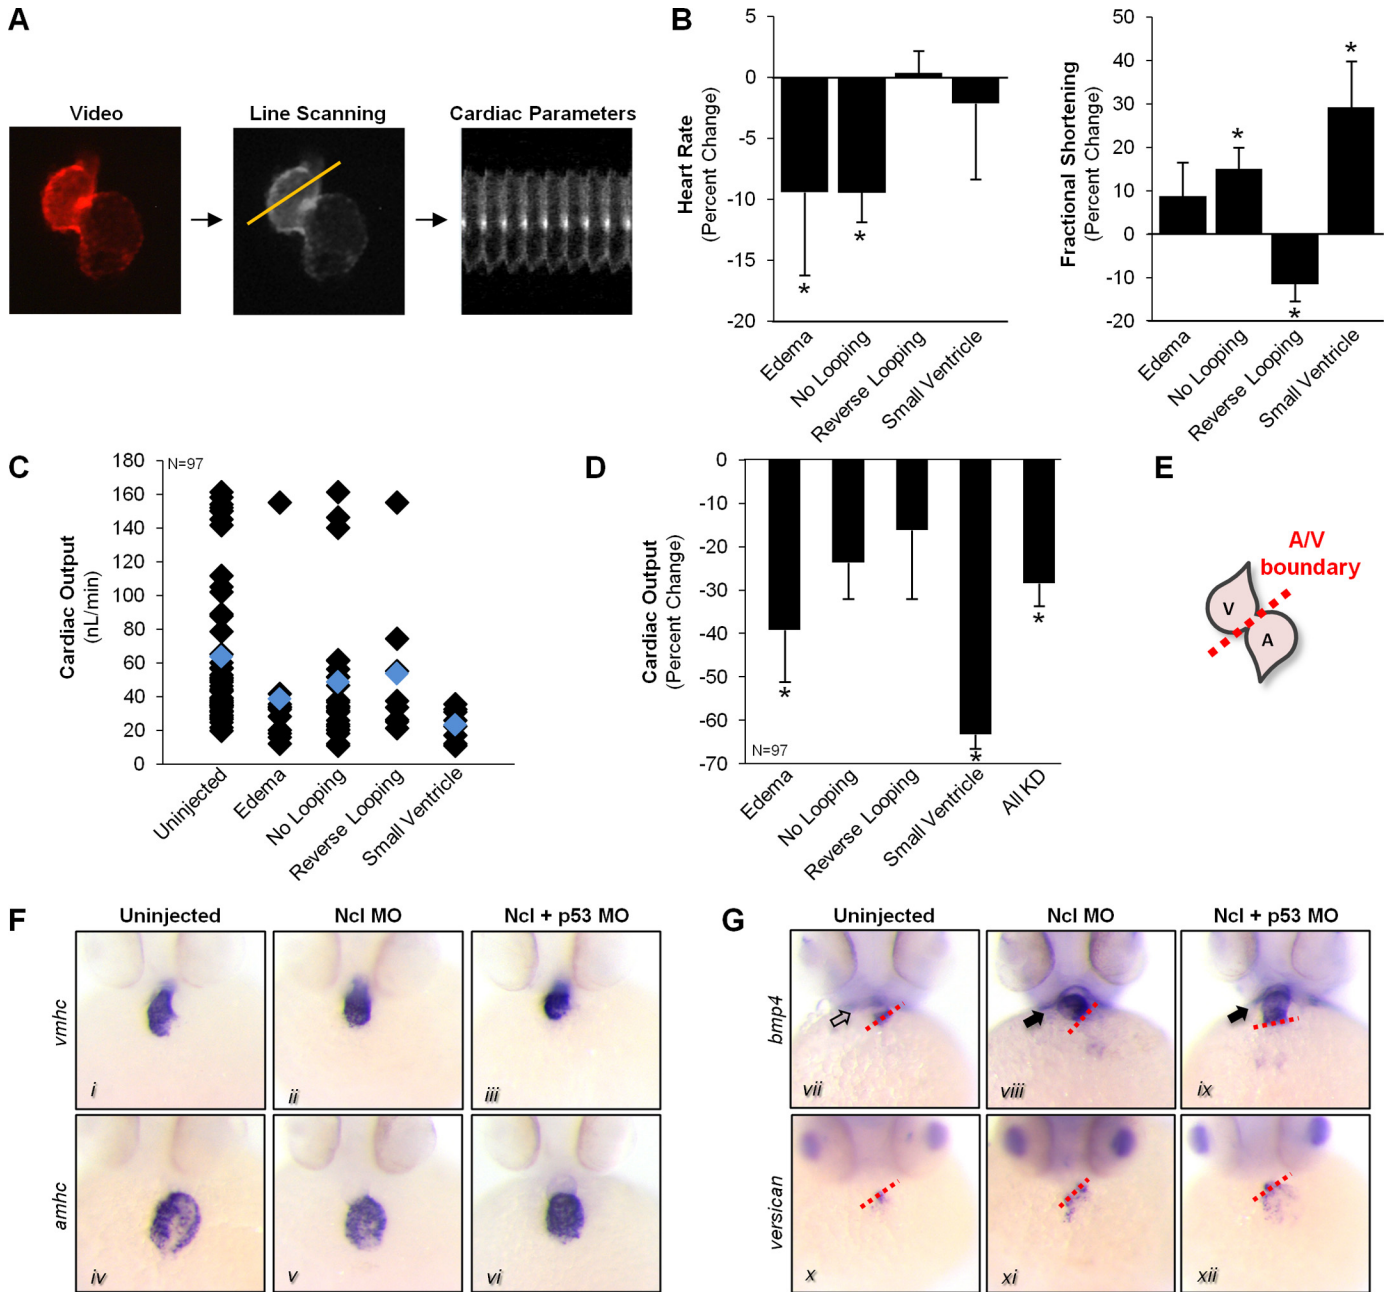 A
Video
Line Scanning
Cardiac Parameters
B
Heart Rate
(Percent Change)
5
0
-5
-10
-15
-20
*
*
Edema
No Looping
Reverse Looping
Small Ventricle
Fractional Shortening
(Percent Change)
50
40
30
20
10
0
-10
-20
*
*
*
Edema
No Looping
Reverse Looping
Small Ventricle
C
Cardiac Output
(nL/min)
180
160
140
120
100
80
60
40
20
0
N=97
Uninjected
Edema
No Looping
Reverse Looping
Small Ventricle
D
Cardiac Output
(Percent Change)
0
-10
-20
-30
-40
-50
-60
-70
*
*
*
N=97
Edema
No Looping
Reverse Looping
Small Ventricle
All KD
E
A/V
boundary
V
A
F
Uninjected
Ncl MO
Ncl + p53 MO
vmhc
i
ii
iii
amhc
iv
v
vi
G
Uninjected
Ncl MO
Ncl + p53 MO
bmp4
vii
viii
ix
versican
x
xi
xii